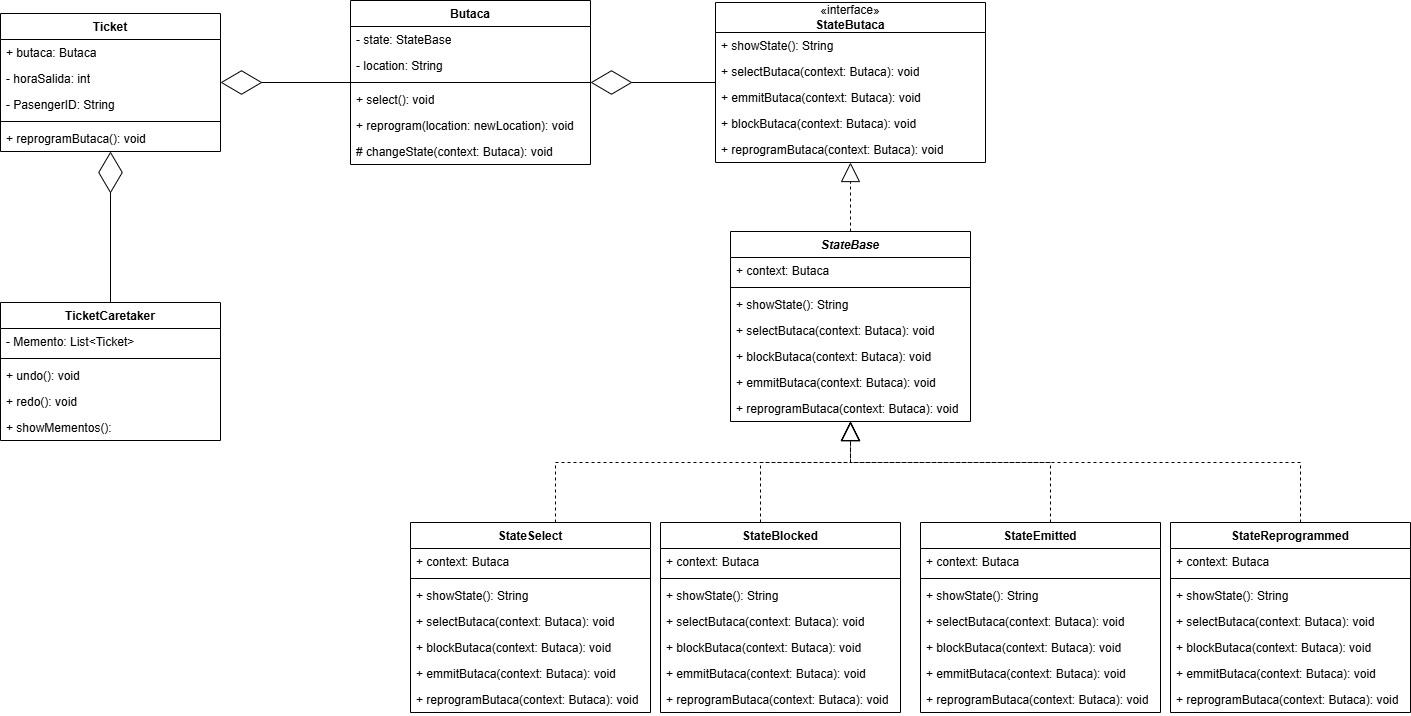 Ticket
+ butaca: Butaca
- horaSalida: int
- PasengerID: String
+ reprogramButaca(): void
Butaca
- state: StateBase
- location: String
+ select(): void
+ reprogram(location: newLocation): void
# changeState(context: Butaca): void
«interface»
StateButaca
+ showState(): String
+ selectButaca(context: Butaca): void
+ emmitButaca(context: Butaca): void
+ blockButaca(context: Butaca): void
+ reprogramButaca(context: Butaca): void
StateBase
+ context: Butaca
+ showState(): String
+ selectButaca(context: Butaca): void
+ blockButaca(context: Butaca): void
+ emmitButaca(context: Butaca): void
+ reprogramButaca(context: Butaca): void
TicketCaretaker
- Memento: List<Ticket>
+ undo(): void
+ redo(): void
+ showMementos():
StateSelect
+ context: Butaca
+ showState(): String
+ selectButaca(context: Butaca): void
+ blockButaca(context: Butaca): void
+ emmitButaca(context: Butaca): void
+ reprogramButaca(context: Butaca): void
StateBlocked
+ context: Butaca
+ showState(): String
+ selectButaca(context: Butaca): void
+ blockButaca(context: Butaca): void
+ emmitButaca(context: Butaca): void
+ reprogramButaca(context: Butaca): void
StateEmitted
+ context: Butaca
+ showState(): String
+ selectButaca(context: Butaca): void
+ blockButaca(context: Butaca): void
+ emmitButaca(context: Butaca): void
+ reprogramButaca(context: Butaca): void
StateReprogrammed
+ context: Butaca
+ showState(): String
+ selectButaca(context: Butaca): void
+ blockButaca(context: Butaca): void
+ emmitButaca(context: Butaca): void
+ reprogramButaca(context: Butaca): void